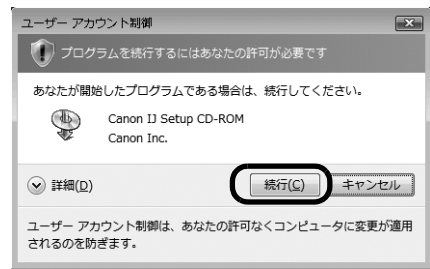 ユーザー アカウント制御
プログラムを続行するにはあなたの許可が必要です
あなたが開始したプログラムである場合は、続行してください。
Canon IJ Setup CD-ROM
Canon Inc.
詳細(D)
続行(C)
キャンセル
ユーザー アカウント制御は、あなたの許可なくコンピュータに変更が適用
されるのを防ぎます。